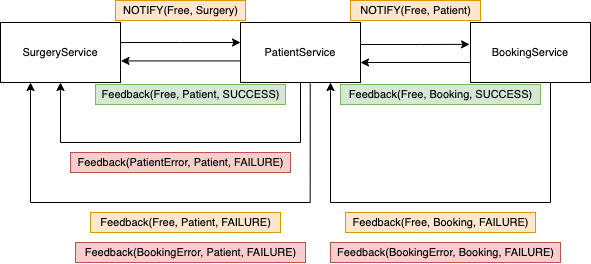 NOTIFY(Free, Surgery)
NOTIFY(Free, Patient)
SurgeryService
PatientService
BookingService
Feedback(Free, Patient, SUCCESS)
Feedback(Free, Booking, SUCCESS)
Feedback(PatientError, Patient, FAILURE)
Feedback(Free, Patient, FAILURE)
Feedback(Free, Booking, FAILURE)
Feedback(BookingError, Patient, FAILURE)
Feedback(BookingError, Booking, FAILURE)